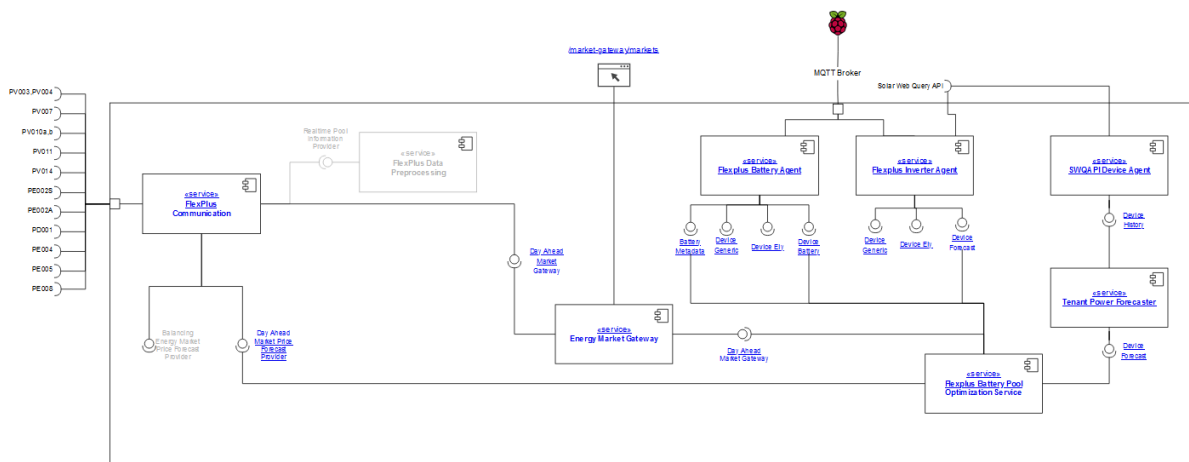 /market-gateway/markets
MQTT Broker
Solar Web Query API
PV003,PV004
PV007
PV010a,b
PV011
PV014
PE002B
PE002A
PD001
PE004
PE005
PE008
Realtime Pool
Information
Provider
«service»
FlexPlus Data
Preprocessing
«service»
FlexPlus
Communication
«service»
Flexplus Battery Agent
«service»
Flexplus Inverter Agent
«service»
SWQAPI Device Agent
Battery
Metadata
Device
Generic
Device Ely
Device
Battery
Device
Generic
Device Ely
Device
Forecast
Device
History
Day Ahead
Market
Gateway
«service»
Tenant Power Forecaster
«service»
Energy Market Gateway
Balancing
Energy Market
Price Forecast
Provider
Day Ahead
Market Price
Forecast
Provider
Day Ahead
Market Gateway
Device
Forecast
«service»
Flexplus Battery Pool
Optimization Service